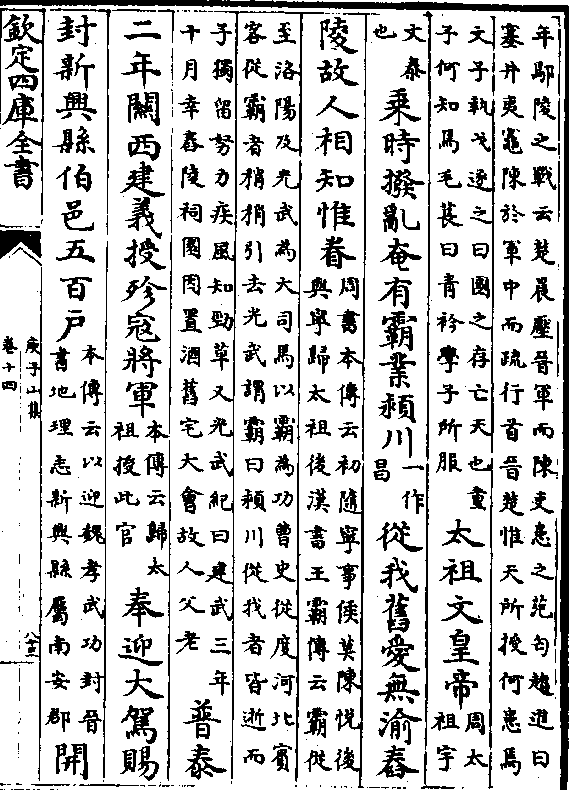 年鄢陵之戰云楚晨壓晉軍而陳吏患之范匄趨進曰
塞井夷竈陳於軍中而疏行首晉楚惟天所授何患焉
文子執戈逐之曰國之存亡天也童
子何知焉毛萇曰青衿學子所服
太祖文皇帝
周太
祖宇
文泰
也
乘時撥亂奄有霸業頴川
一作
昌
從我舊愛無渝舂
陵故人相知惟眷
周書本傳云初隨寧事侯莫陳悦後
與寧歸太祖後漢書王霸傳云霸從
至洛陽及光武為大司馬以霸為功曹史從度河北賓
客從霸者稍稍引去光武謂霸曰頴川從我者皆逝而
子獨留努力疾風知勁草又光武紀曰建武三年
十月幸舂陵祠園因置酒舊宅大會故人父老
普泰
二年關西建義授殄寇將軍
本傳云歸太
祖授此官
奉迎大駕賜
封新興縣伯邑五百户
本傳云以迎魏孝武功封晉
書地理志新興縣屬南安郡
開
欽定四庫全書
庾子山集
卷十四